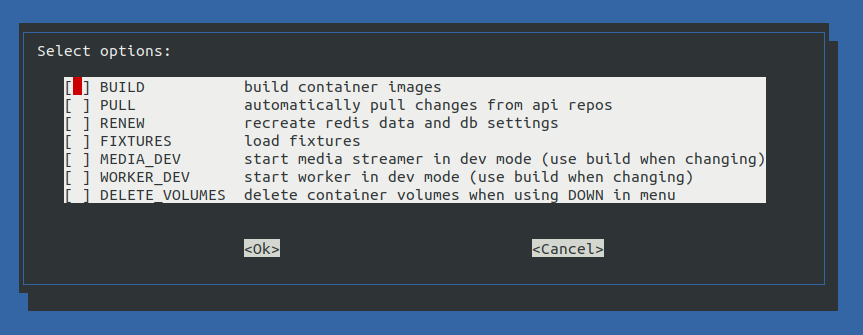 Select options:
[ ] BUILD build container images
[ ] PULL automatically pull changes from api repos
[ ] RENEW recreate redis data and db settings
[ ] FIXTURES load fixtures
[ ] MEDIA_DEV start media streamer in dev mode (use build when changing)
[ ] WORKER_DEV start worker in dev mode (use build when changing)
[ ] DELETE_VOLUMES delete container volumes when using DOWN in menu
<Ok> <Cancel>